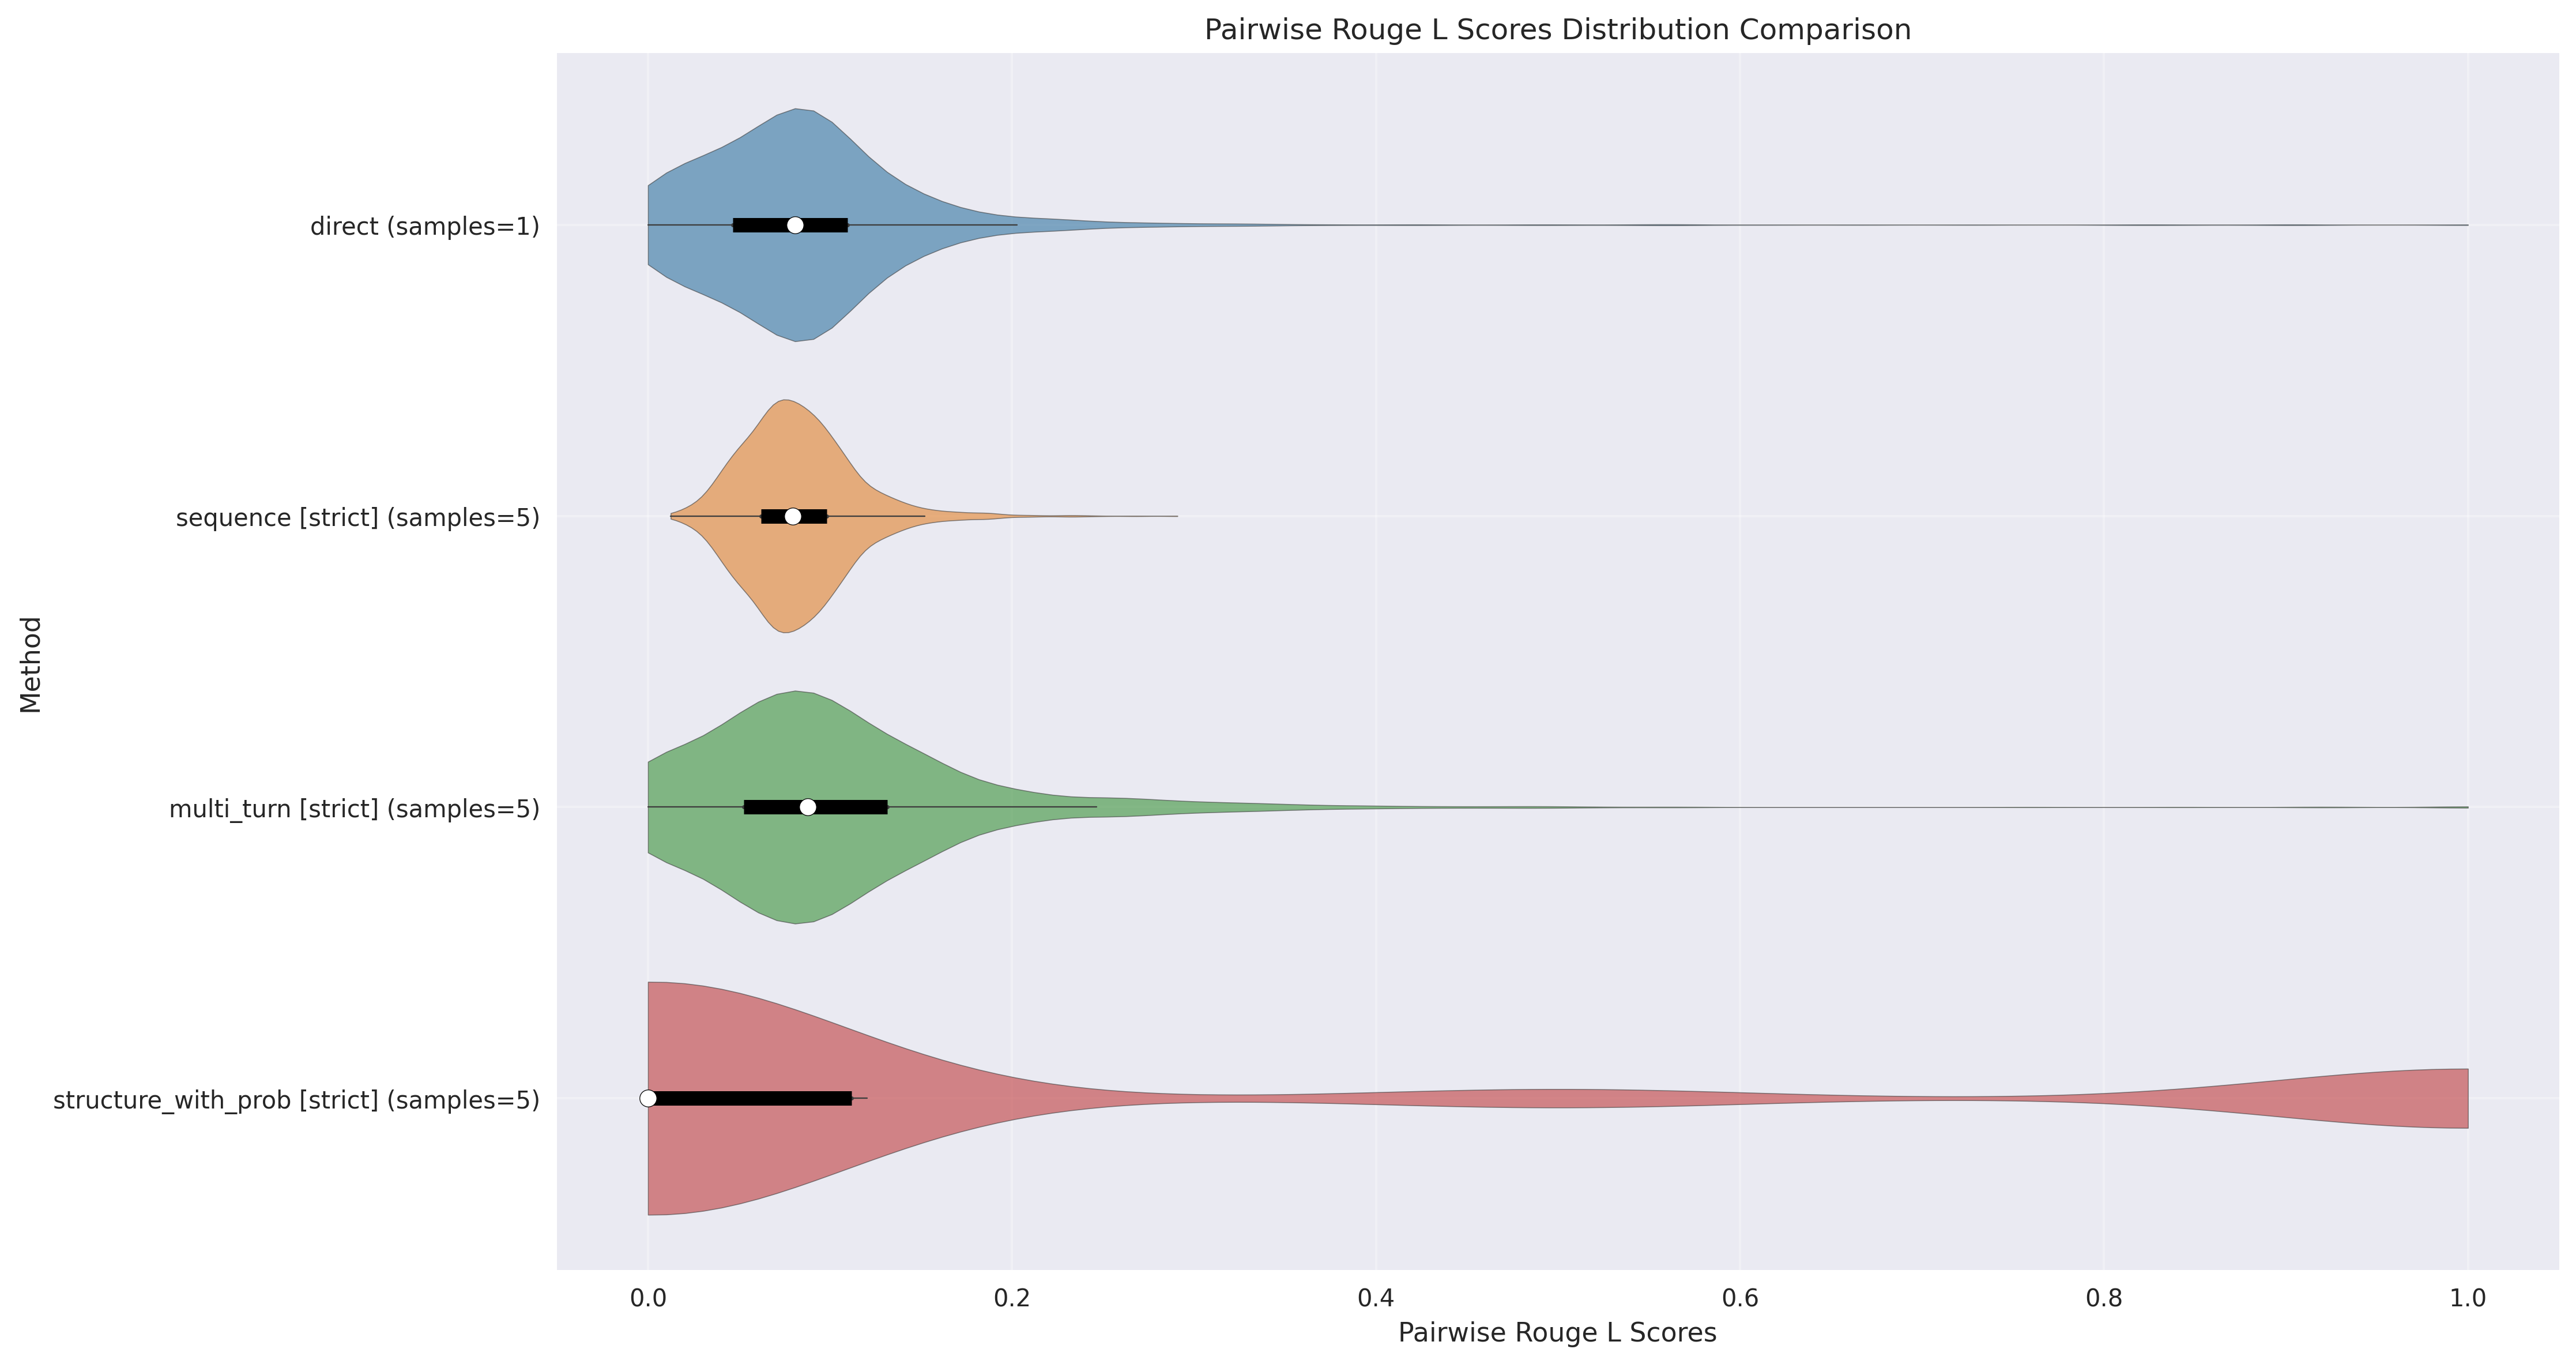 Pairwise Rouge L Scores Distribution Comparison
direct (samples=1)
sequence [strict] (samples=5)
multi_turn [strict] (samples=5)
structure_with_prob [strict] (samples=5)
Method
0.0 0.2 0.4 0.6 0.8 1.0
Pairwise Rouge L Scores